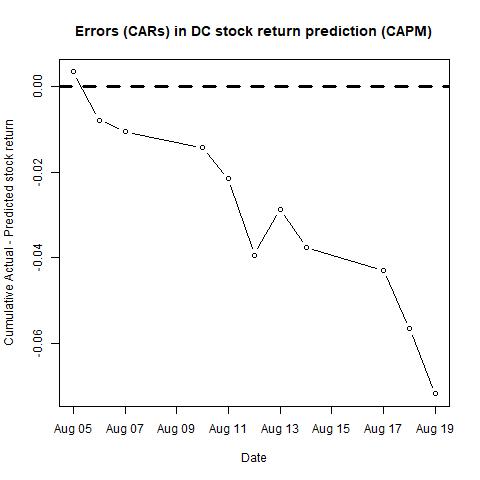 Errors (CARs) in DC stock return prediction (CAPM)
Cumulative Actual - Predicted stock return
0.00
-0.02
-0.04
-0.06
Aug 05 Aug 07 Aug 09 Aug 11 Aug 13 Aug 15 Aug 17 Aug 19
Date